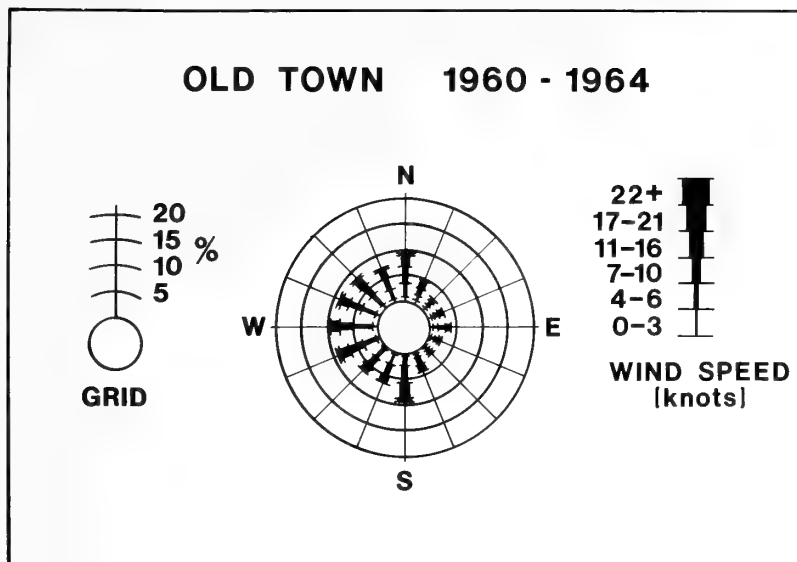 OLD TOWN 1960 - 1964
N
W
E
S
20
15
10
5
%
GRID
22+
17–21
11–16
7–10
4–6
0–3
WIND SPEED
(knots)